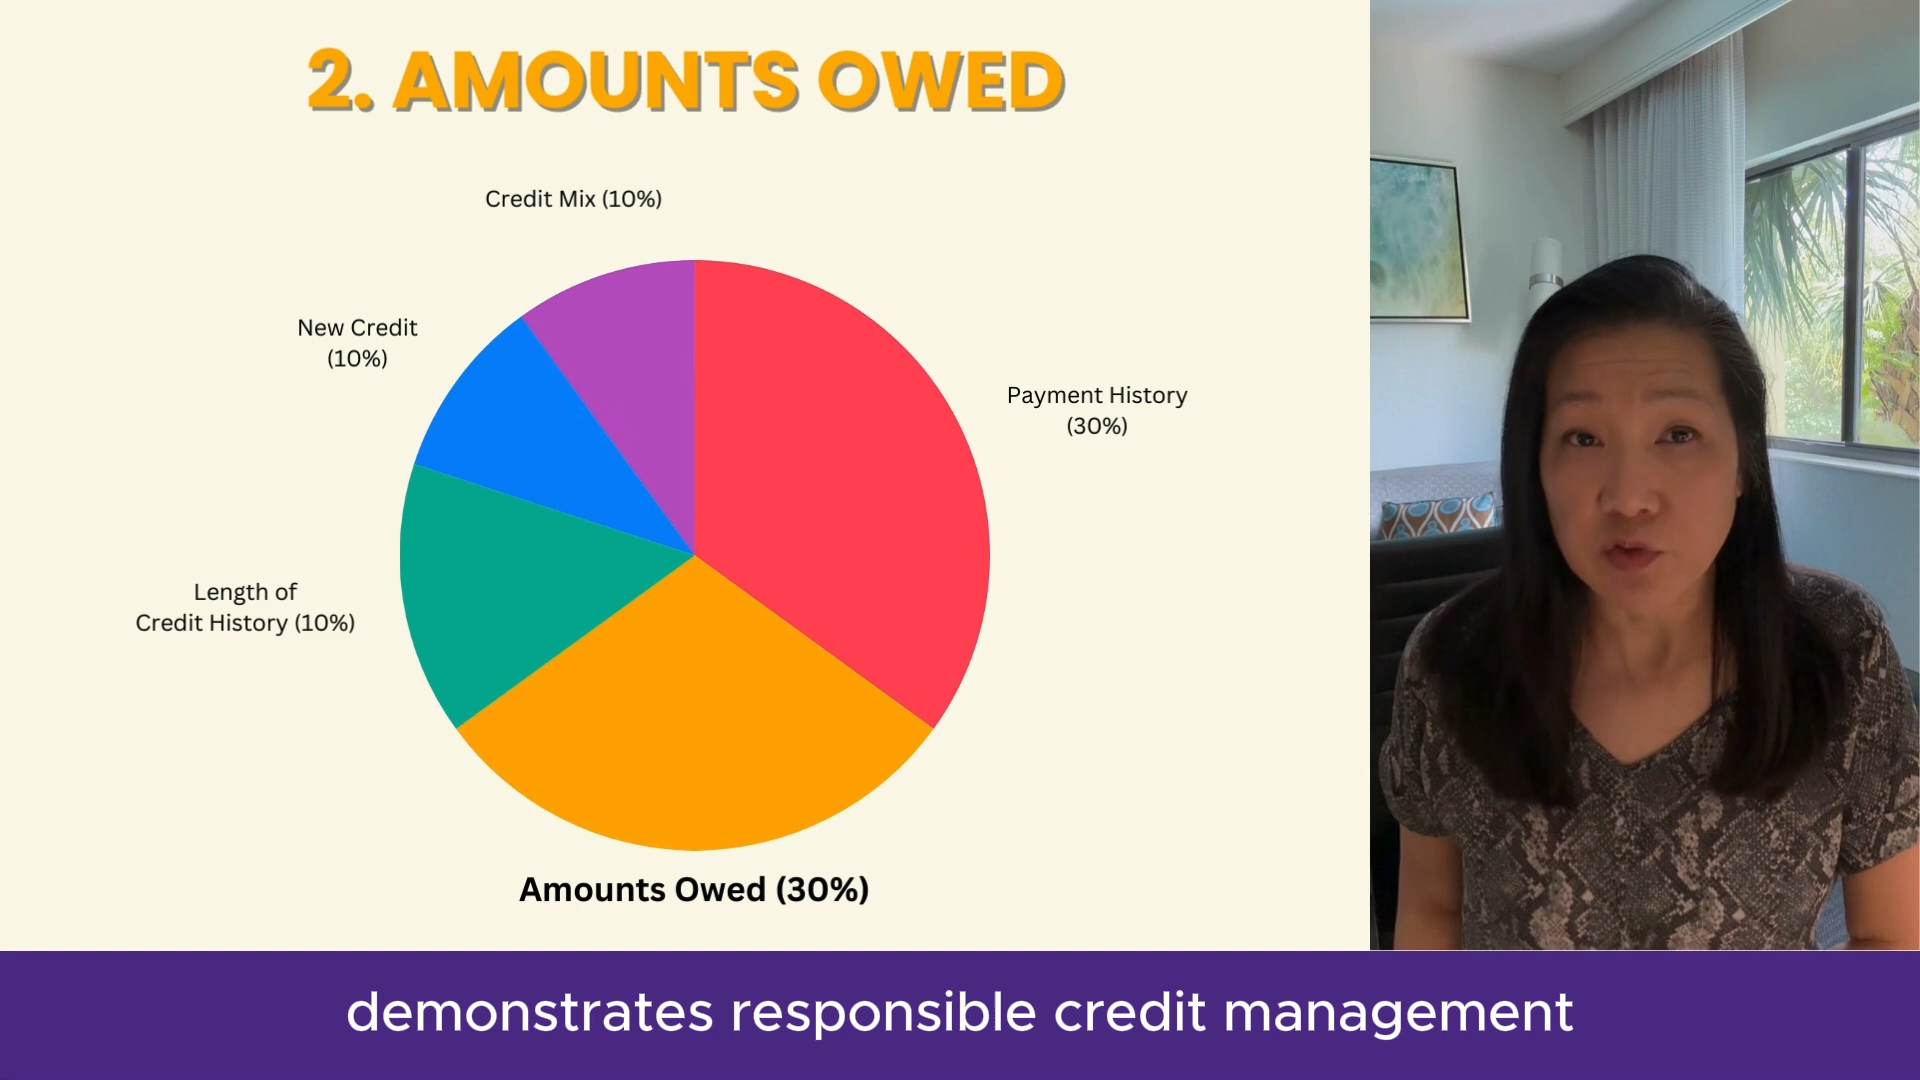 2. AMOUNTS OWED
Credit Mix (10%)
New Credit
(10%)
Payment History
(30%)
Length of
Credit History (10%)
Amounts Owed (30%)
demonstrates responsible credit management